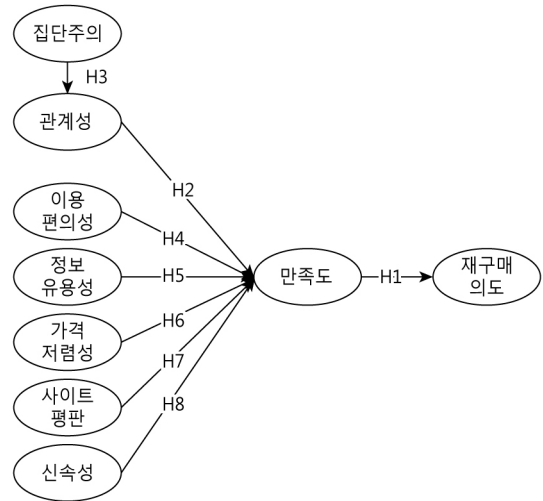 집단주의
H3
관계성
H2
이용
편의성
H4
정보
유용성
H5
만족도
H1
재구매
의도
가격
저렴성
H6
사이트
평판
H7
신속성
H8